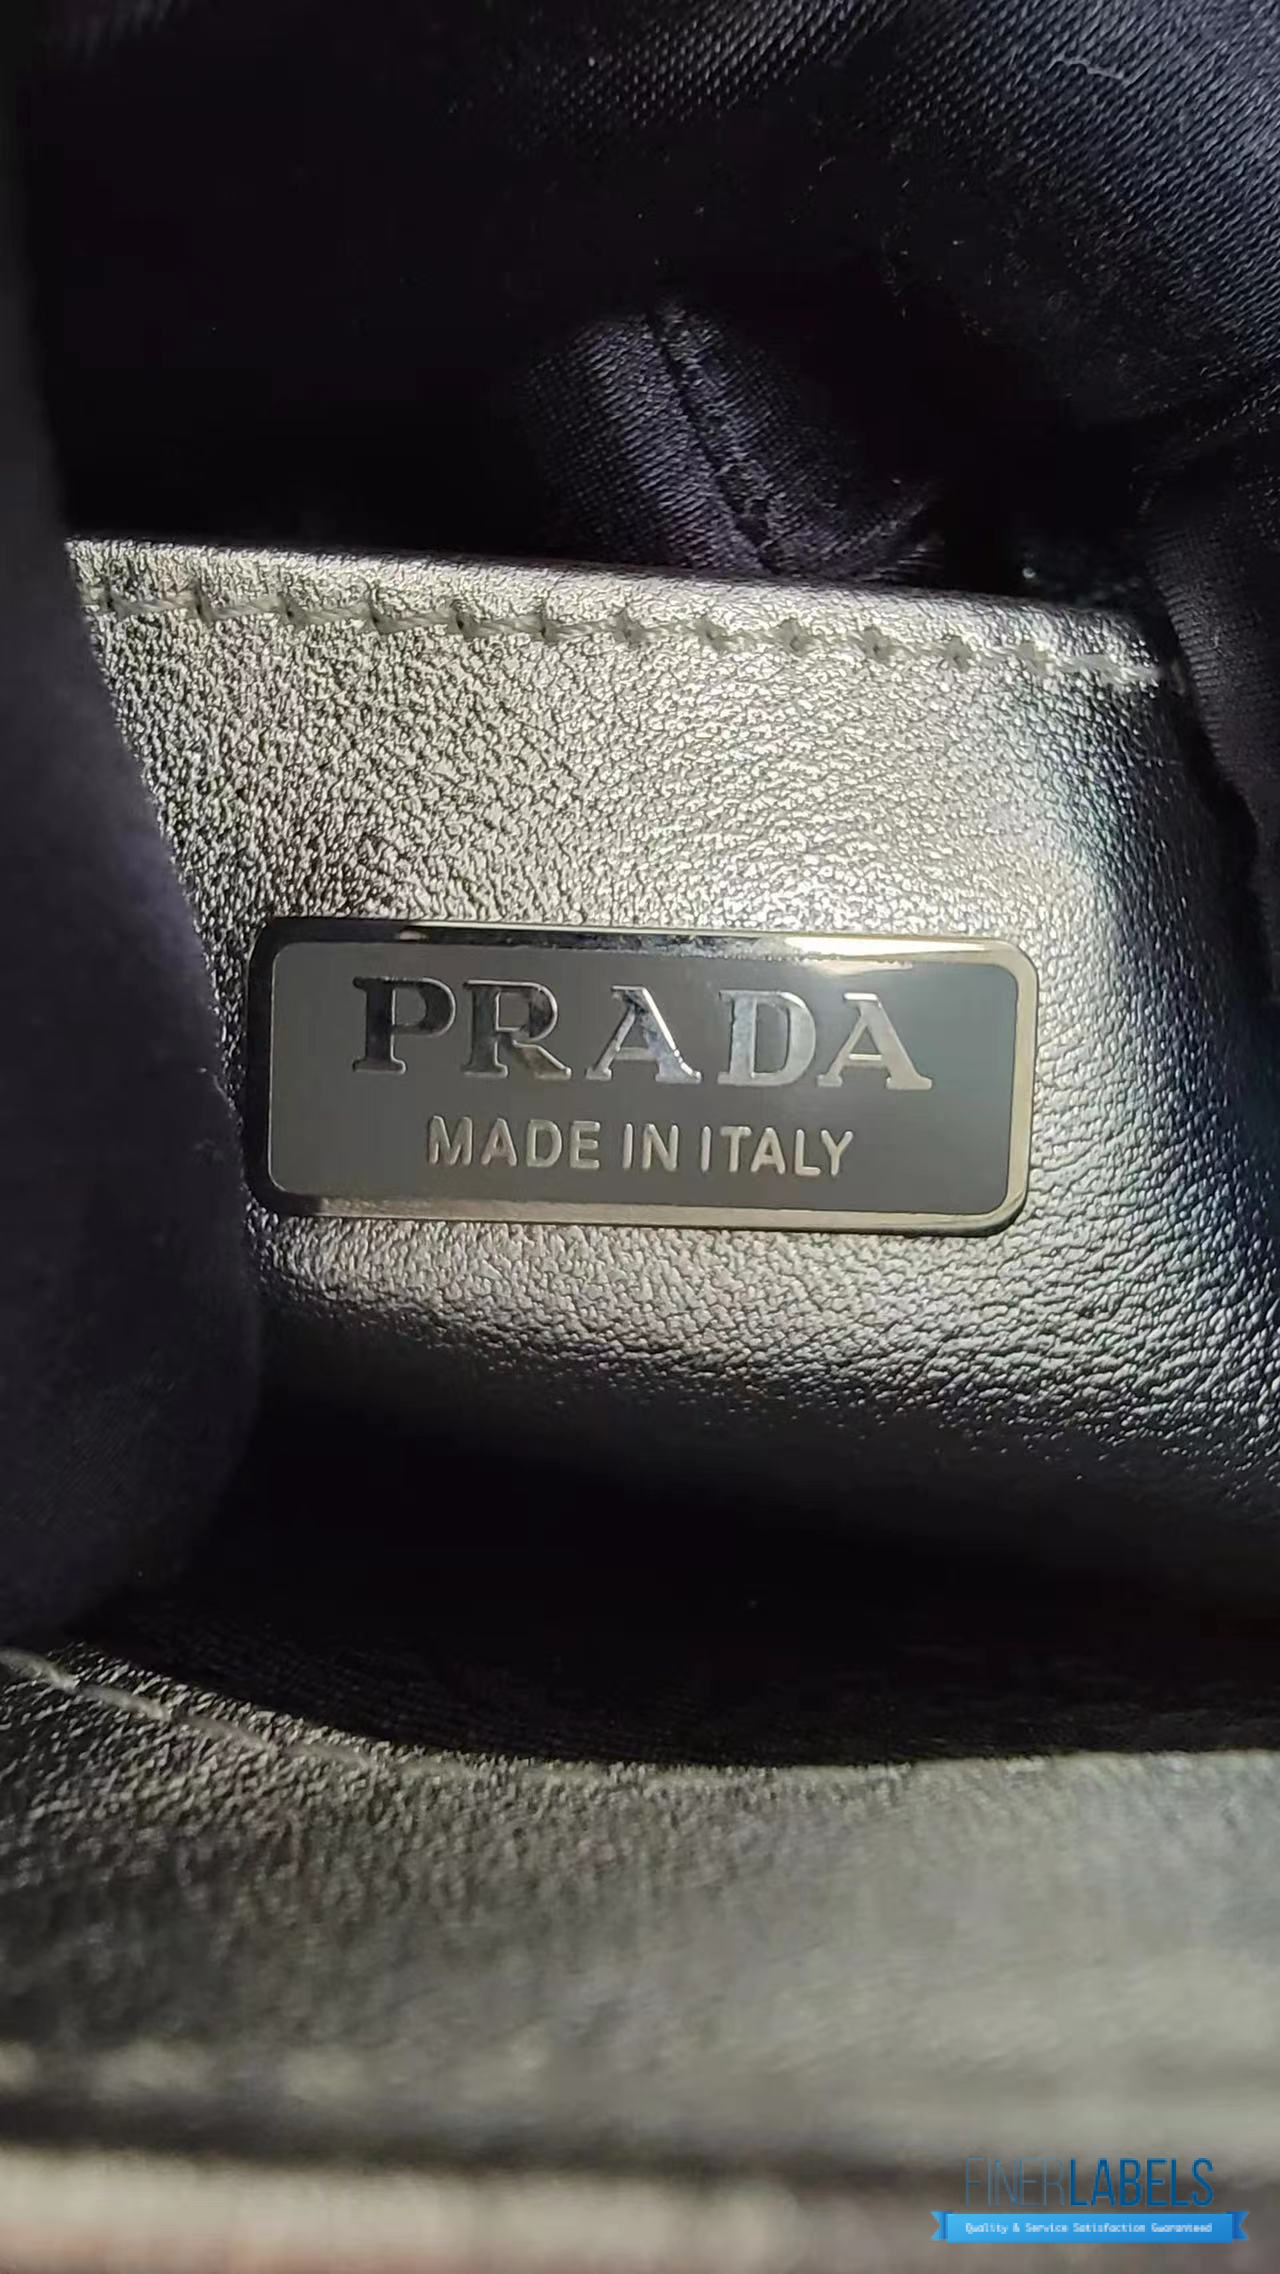 PRADA
MADE IN ITALY
FINERLABELS
Quality & Service Satisfaction Guaranteed